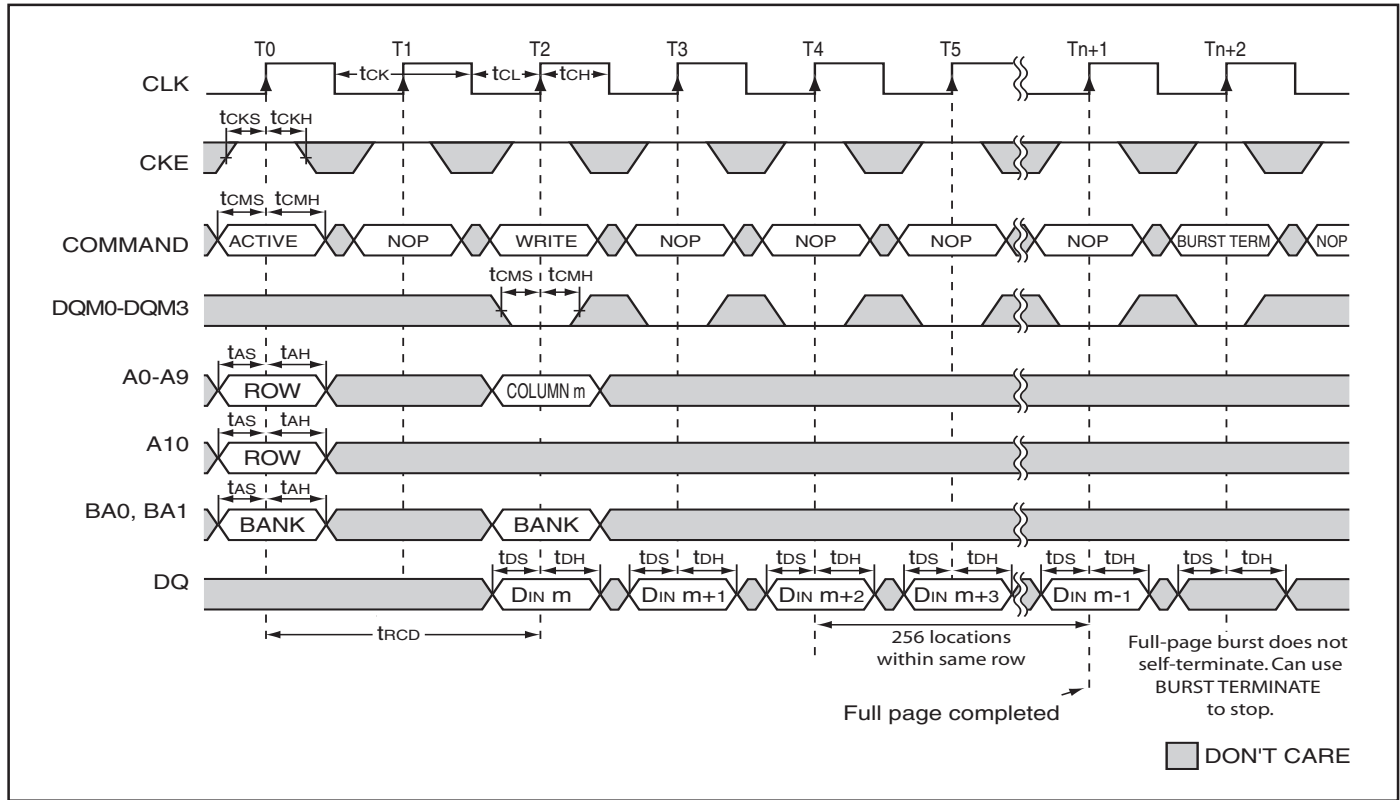 T0 T1 T2 T3 T4 T5 Tn+1 Tn+2
CLK tCK tCL tCH
tCKS tCKH
CKE
tCMS tCMH
COMMAND ACTIVE NOP WRITE NOP NOP NOP NOP BURST TERM NOP
tCMS tCMH
DQM0-DQM3
tAS tAH
A0-A9 ROW COLUMN m
tAS tAH
A10 ROW
tAS tAH
BA0, BA1 BANK BANK
tDS tDH tDS tDH tDS tDH tDS tDH tDS tDH tDS tDH
DQ DIN m DIN m+1 DIN m+2 DIN m+3 DIN m-1
tRCD
256 locations
within same row
Full page completed
Full-page burst does not
self-terminate. Can use
BURST TERMINATE
to stop.
DON'T CARE